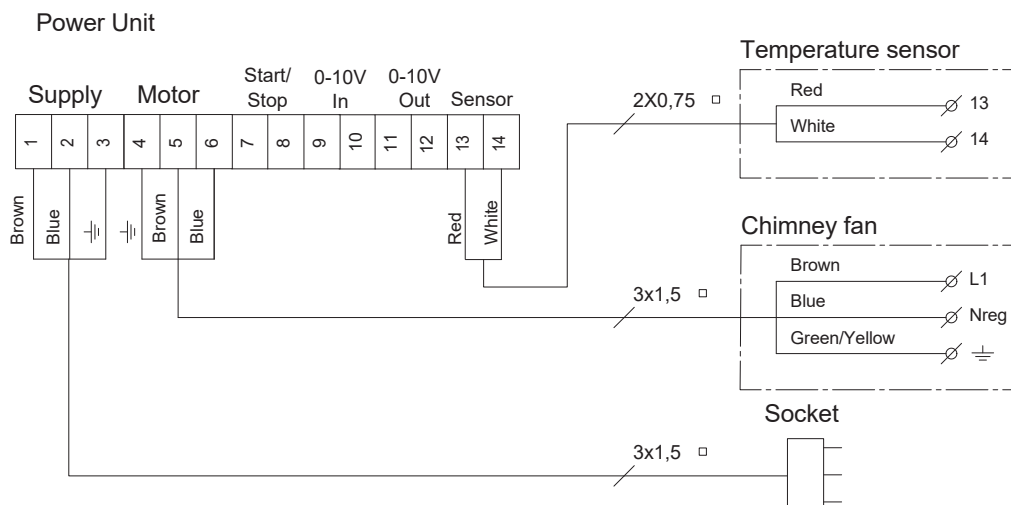 Power Unit
Supply
Motor
Start/
Stop
0-10V
In
0-10V
Out
Sensor
1 2 3 4 5 6 7 8 9 10 11 12 13 14
Brown
Blue
Brown
Blue
Red
White
2X0,75
Temperature sensor
Red
13
White
14
Chimney fan
3x1,5
Brown
L1
Blue
Nreg
Green/Yellow
Socket
3x1,5